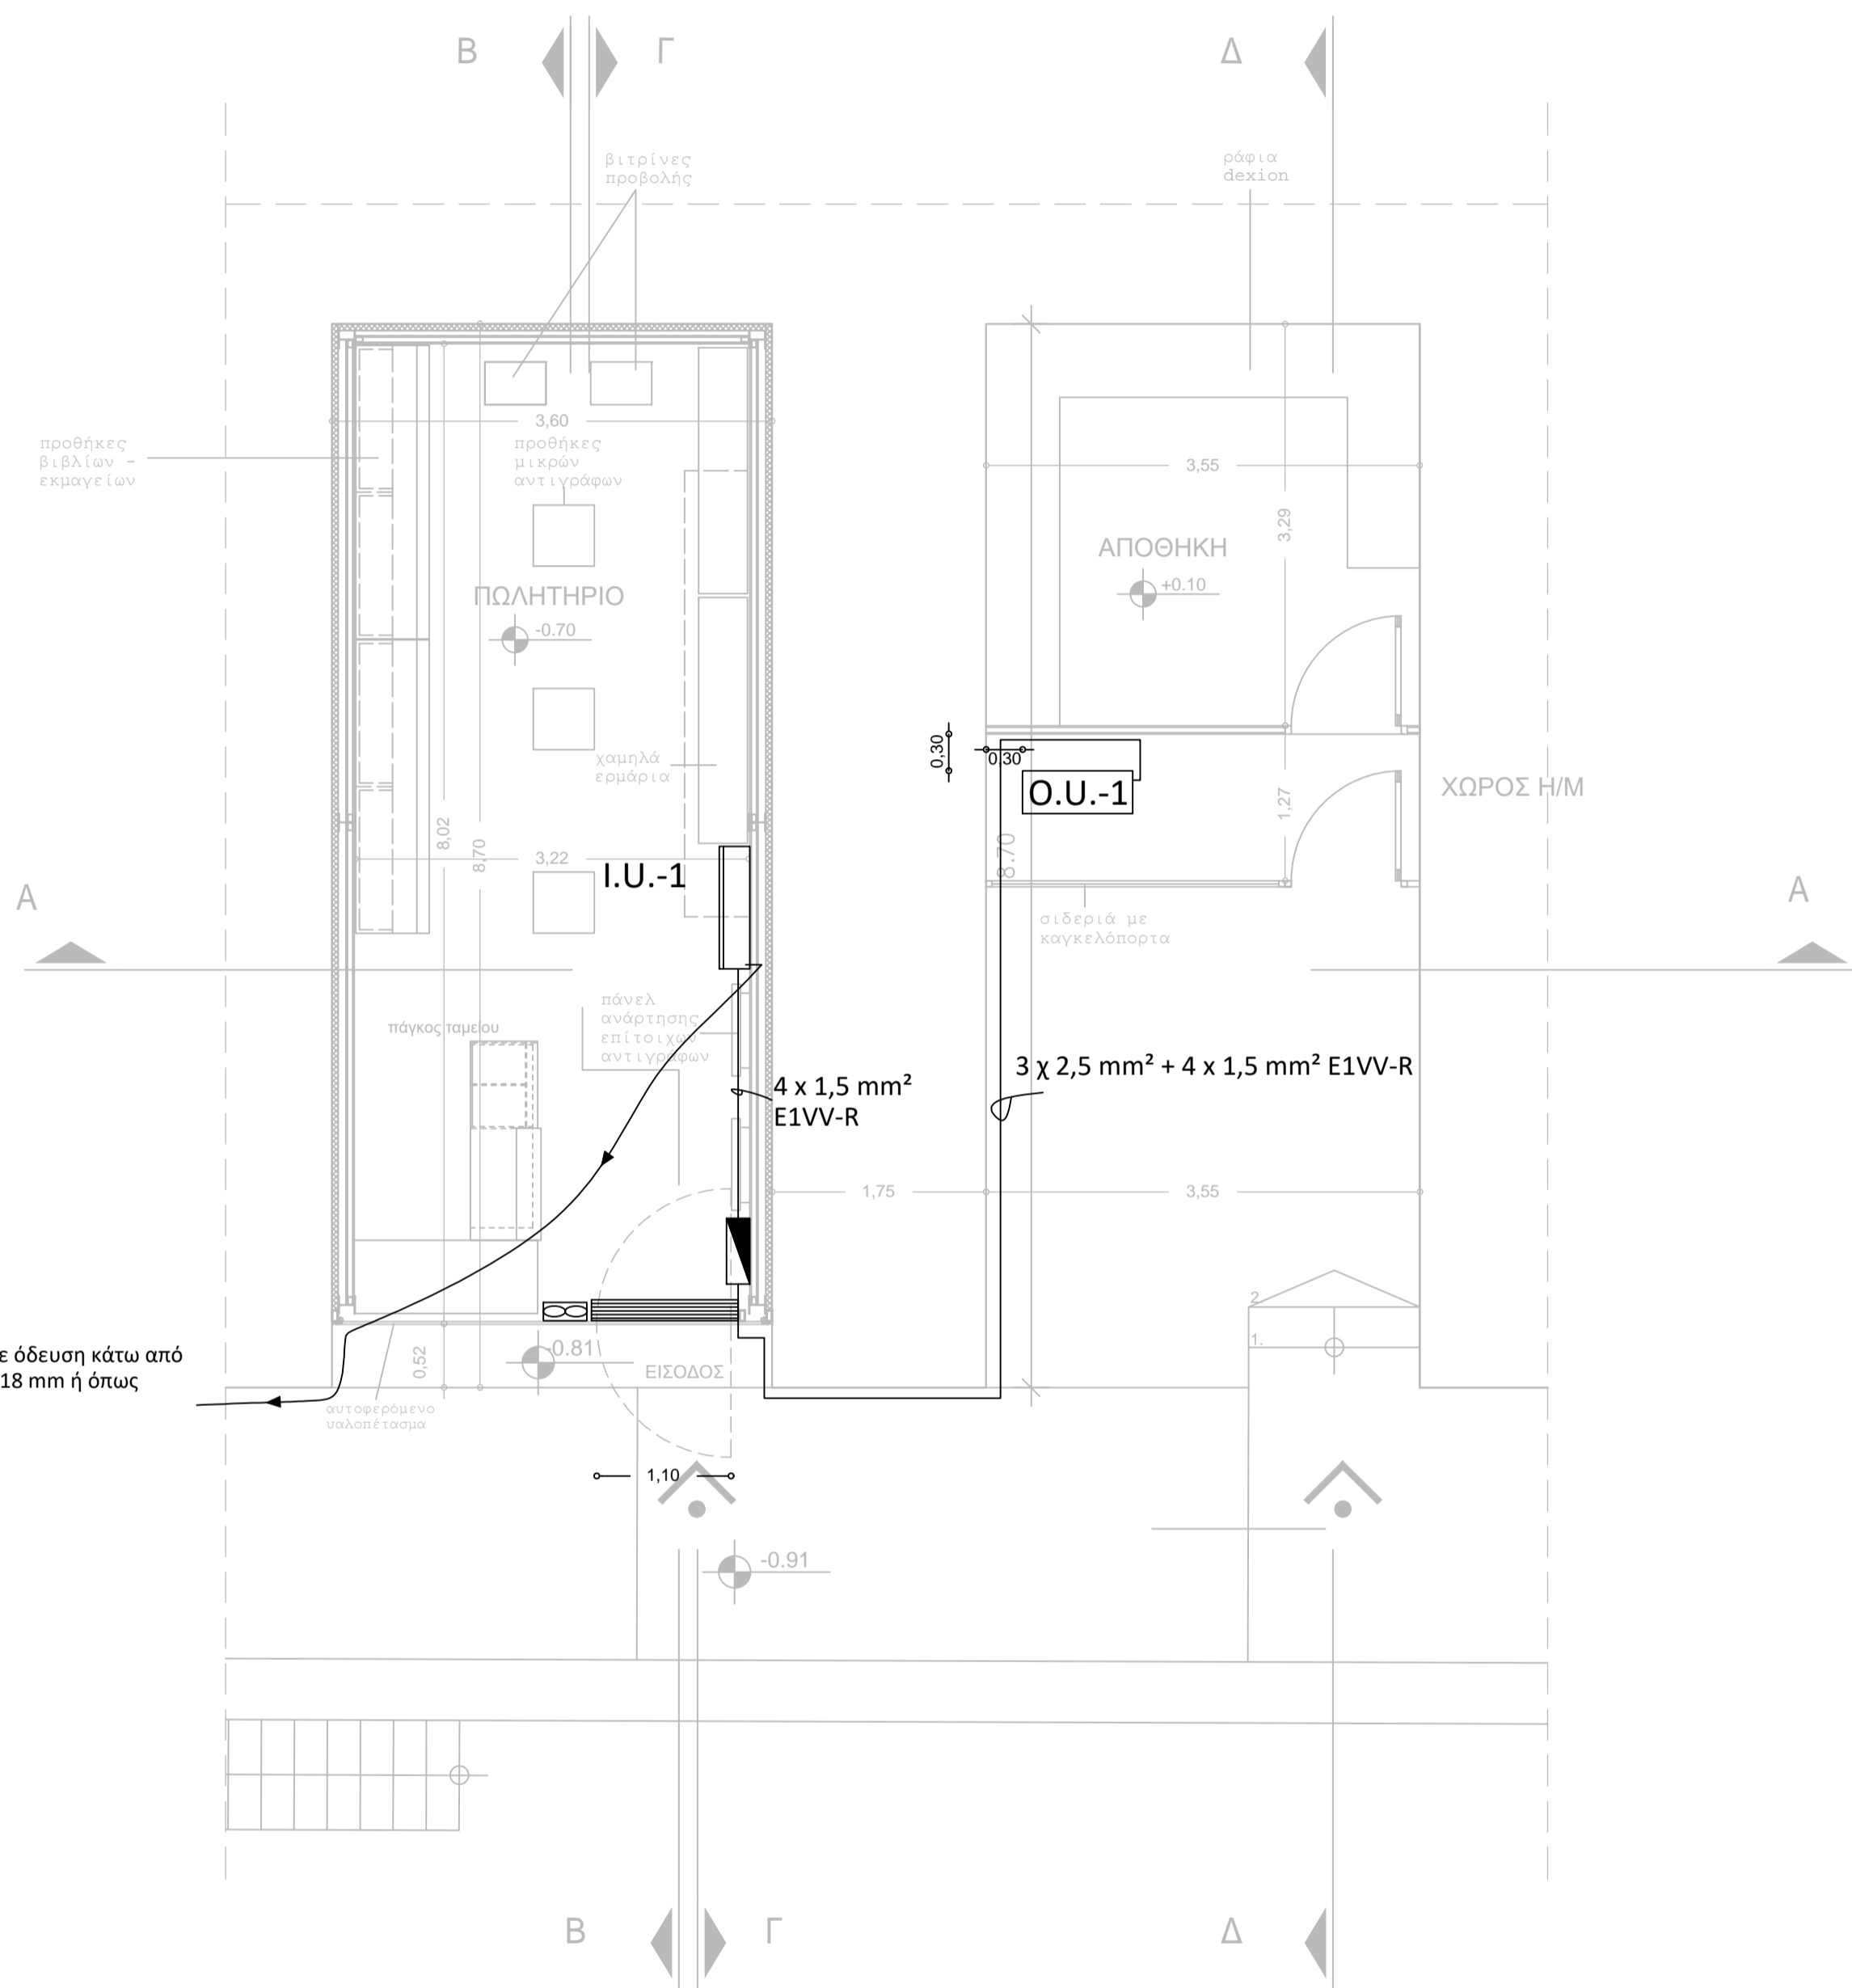 Β
Γ
Δ
βιτρίνες
προβολής
ράφια
dexion
3,60
προθήκες
βιβλίων -
εκμαγείων
προθήκες
μικρών
αντιγράφων
3,55
3,29
ΑΠΟΘΗΚΗ
+0.10
ΠΩΛΗΤΗΡΙΟ
-0.70
χαμηλά
ερμάρια
0,30
0,30
O.U.-1
ΧΩΡΟΣ Η/Μ
1,27
8,02
8,70
3,22
I.U.-1
8.70
Α
Α
σιδεριά με
καγκελόπορτα
πάνελ
ανάρτησης
επίτοιχων
αντιγράφων
πάγκος ταμείου
4 x 1,5 mm²
E1VV-R
3 χ 2,5 mm² + 4 x 1,5 mm² E1VV-R
1,75
3,55
2.
1.
ε όδευση κάτω από
18 mm ή όπως
0,52
-0.81
ΕΙΣΟΔΟΣ
αυτοφερόμενο
υαλοπέτασμα
1,10
-0.91
Β
Γ
Δ